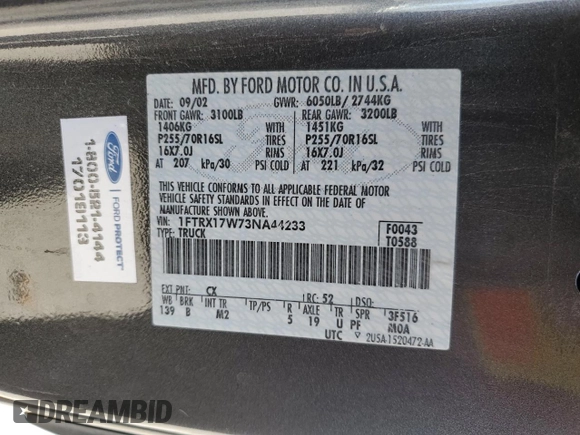 MFD. BY FORD MOTOR CO. IN U.S.A.
DATE: 09/02 GVWR: 6050LB/ 2744KG
FRONT GAWR: 3100LB REAR GAWR: 3200LB
1406KG 1451KG
P255/70R16SL TIRES P255/70R16SL TIRES
16X7.0J RIMS 16X7.0J RIMS
AT 207 kPa/30 PSI COLD AT 221 kPa/32 PSI COLD
THIS VEHICLE CONFORMS TO ALL APPLICABLE FEDERAL MOTOR
VEHICLE SAFETY STANDARDS IN EFFECT ON THE DATE OF
MANUFACTURE SHOWN ABOVE.
VIN: 1FTRX17W73NA44233 F0043
TYPE: TRUCK T0588
EXT PNT: CX RC: 52 DSO:
WB BRK INT TR TP/PS R AXLE TR SPR 3F516
139 B M2 5 19 U PF M0A
UTC 2U5A-1520472-AA
Ford
FORD PROTECT
1-800-521-4144
17019113
DREAMBID